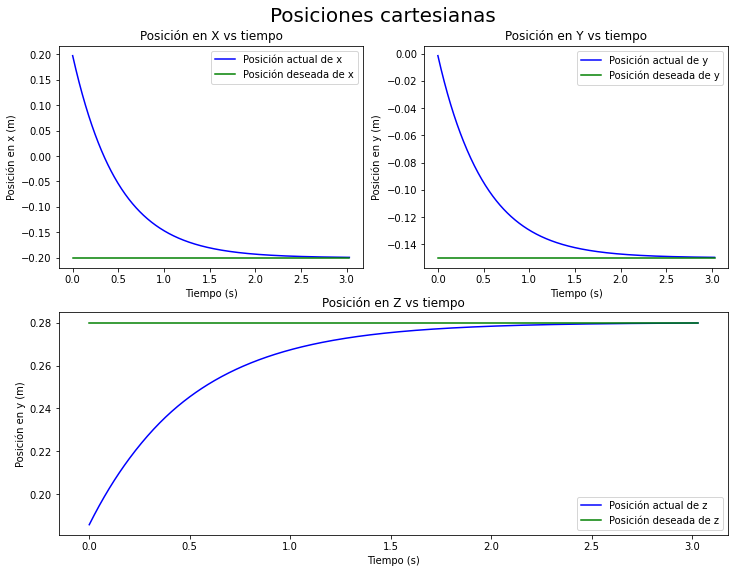 Posiciones cartesianas
Posición en X vs tiempo
Posición en x (m)
0.20
0.15
0.10
0.05
0.00
−0.05
−0.10
−0.15
−0.20
Posición actual de x
Posición deseada de x
0.0 0.5 1.0 1.5 2.0 2.5 3.0
Tiempo (s)
Posición en Y vs tiempo
Posición en y (m)
0.00
−0.02
−0.04
−0.06
−0.08
−0.10
−0.12
−0.14
Posición actual de y
Posición deseada de y
0.0 0.5 1.0 1.5 2.0 2.5 3.0
Tiempo (s)
Posición en Z vs tiempo
Posición en y (m)
0.28
0.26
0.24
0.22
0.20
Posición actual de z
Posición deseada de z
0.0 0.5 1.0 1.5 2.0 2.5 3.0
Tiempo (s)